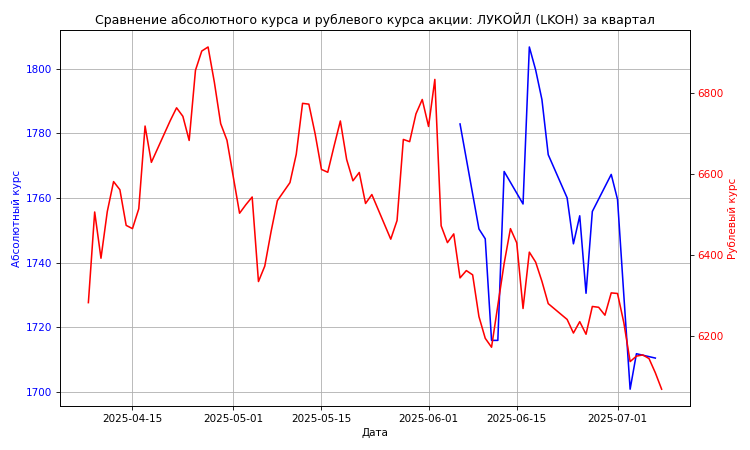 Сравнение абсолютного курса и рублевого курса акции: ЛУКОЙЛ (LKOH) за квартал
Абсолютный курс
1800
1780
1760
1740
1720
1700
6800
6600
6400
6200
Рублевый курс
2025-04-15 2025-05-01 2025-05-15 2025-06-01 2025-06-15 2025-07-01
Дата